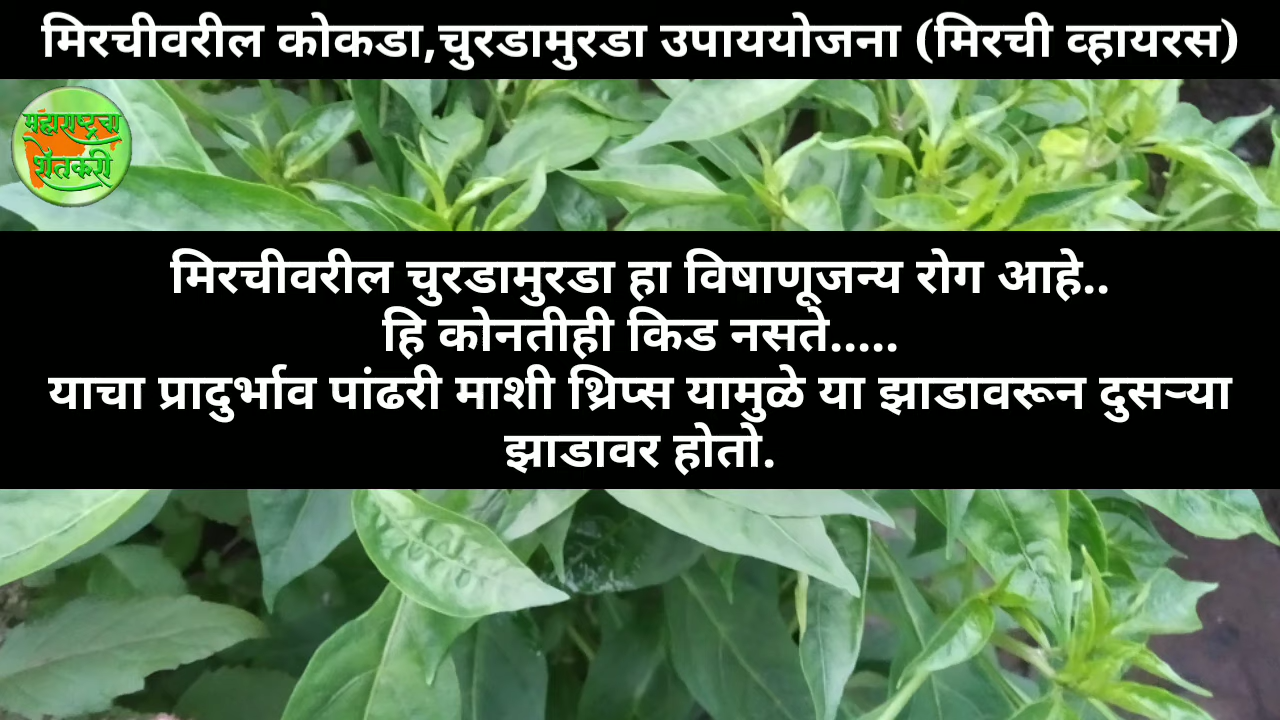 मिरचीवरील कोकडा,चुरडामुरडा उपाययोजना (मिरची व्हायरस)
महाराष्ट्रचा
शेतकरी
मिरचीवरील चुरडामुरडा हा विषाणूजन्य रोग आहे..
हि कोनतीही किड नसते.....
याचा प्रादुर्भाव पांढरी माशी थ्रिप्स यामुळे या झाडावरून दुसऱ्या
झाडावर होतो.